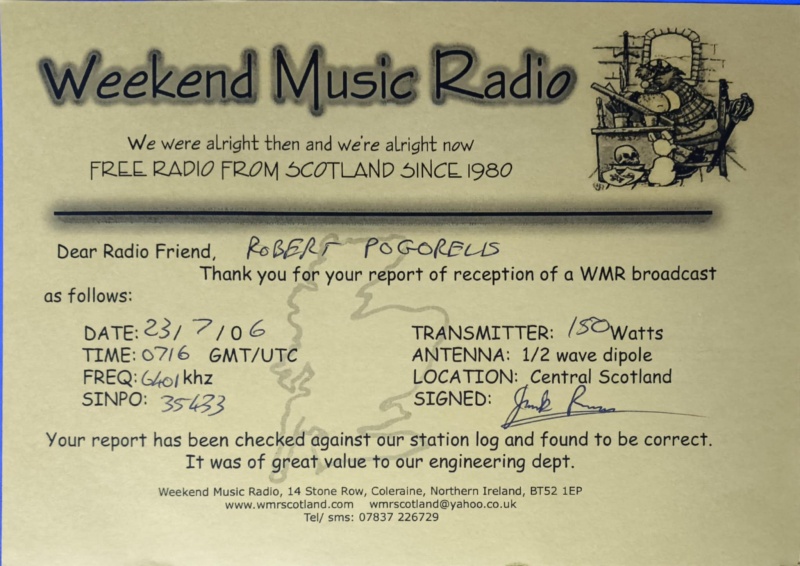 Weekend Music Radio
We were alright then and we're alright now
FREE RADIO FROM SCOTLAND SINCE 1980
Dear Radio Friend, ROBERT POGORELIS
Thank you for your report of reception of a WMR broadcast
as follows:
DATE: 23/7/06
TIME: 0716 GMT/UTC
FREQ: 6401 khz
SINPO: 35433
TRANSMITTER: 150 Watts
ANTENNA: 1/2 wave dipole
LOCATION: Central Scotland
SIGNED:
Your report has been checked against our station log and found to be correct.
It was of great value to our engineering dept.
Weekend Music Radio, 14 Stone Row, Coleraine, Northern Ireland, BT52 1EP
www.wmrscotland.com wmrscotland@yahoo.co.uk
Tel/ sms: 07837 226729